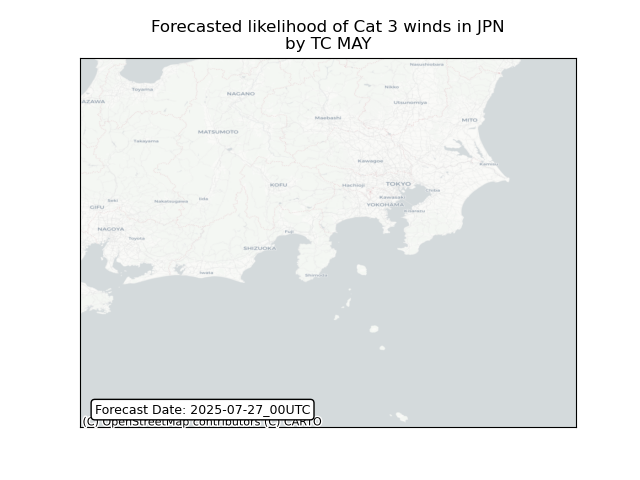 Forecasted likelihood of Cat 3 winds in JPN
by TC MAY
Toyama
NAGANO
Nikko
Utsunomiya
MATSUMOTO
Maebashi
MITO
Takayama
Kawagoe
KOFU
Hachioji
TOKYO
Chiba
Kawasaki
YOKOHAMA
GIFU
Iida
NAGOYA
Toyota
Fuji
SHIZUOKA
Iwata
Shimoda
Forecast Date: 2025-07-27_00UTC
(C) OpenStreetMap contributors (C) CARTO